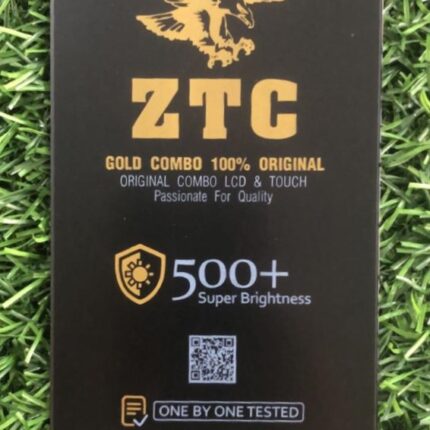 ZTC
GOLD COMBO 100% ORIGINAL
ORIGINAL COMBO LCD & TOUCH
Passionate For Quality
500+
Super Brightness
ONE BY ONE TESTED